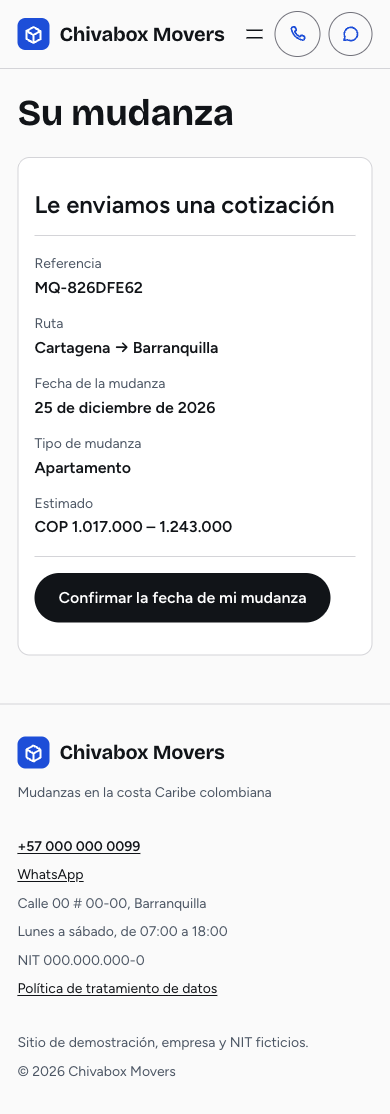 Chivabox Movers
Su mudanza
Le enviamos una cotización
Referencia
MQ-826DFE62
Ruta
Cartagena → Barranquilla
Fecha de la mudanza
25 de diciembre de 2026
Tipo de mudanza
Apartamento
Estimado
COP 1.017.000 – 1.243.000
Confirmar la fecha de mi mudanza
Chivabox Movers
Mudanzas en la costa Caribe colombiana
+57 000 000 0099
WhatsApp
Calle 00 # 00-00, Barranquilla
Lunes a sábado, de 07:00 a 18:00
NIT 000.000.000-0
Política de tratamiento de datos
Sitio de demostración, empresa y NIT ficticios.
© 2026 Chivabox Movers